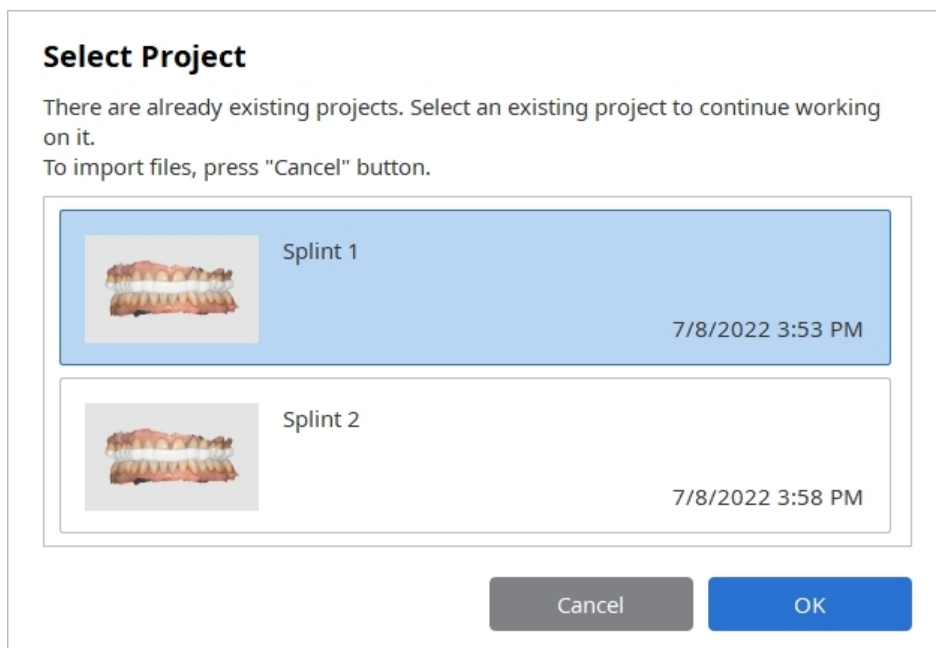 Select Project
There are already existing projects. Select an existing project to continue working
on it.
To import files, press "Cancel" button.
Splint 1
7/8/2022 3:53 PM
Splint 2
7/8/2022 3:58 PM
Cancel
OK